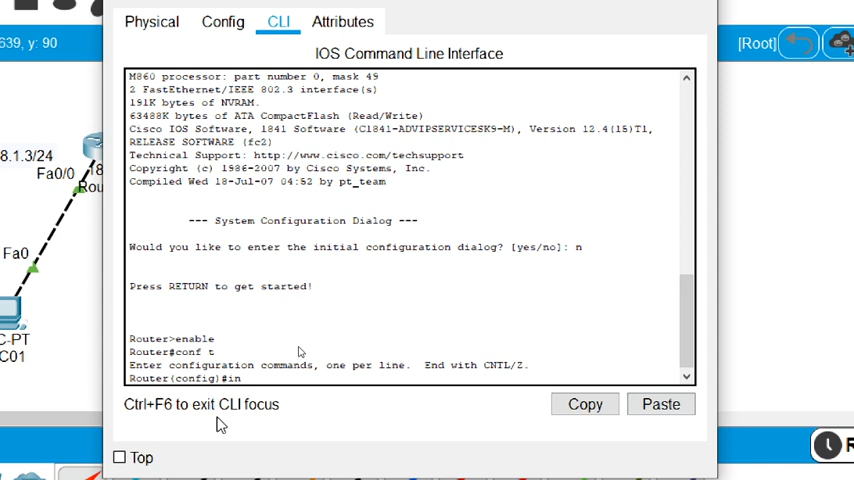 Physical Config CLI Attributes
639, y: 90
[Root]
IOS Command Line Interface
M860 processor: part number 0, mask 49
2 FastEthernet/IEEE 802.3 interface(s)
191K bytes of NVRAM.
63488K bytes of ATA CompactFlash (Read/Write)
Cisco IOS Software, 1841 Software (C1841-ADVIPSERVICESK9-M), Version 12.4(15)T1,
RELEASE SOFTWARE (fc2)
Technical Support: http://www.cisco.com/techsupport
Copyright (c) 1986-2007 by Cisco Systems, Inc.
Compiled Wed 18-Jul-07 04:52 by pt_team
--- System Configuration Dialog ---
Would you like to enter the initial configuration dialog? [yes/no]: n
Press RETURN to get started!
Router>enable
Router#conf t
Enter configuration commands, one per line. End with CNTL/Z.
Router(config)#in
Ctrl+F6 to exit CLI focus
Copy Paste
Top
8.1.3/24
Fa0/0
18
Rou
Fa0
C-PT
C01
R